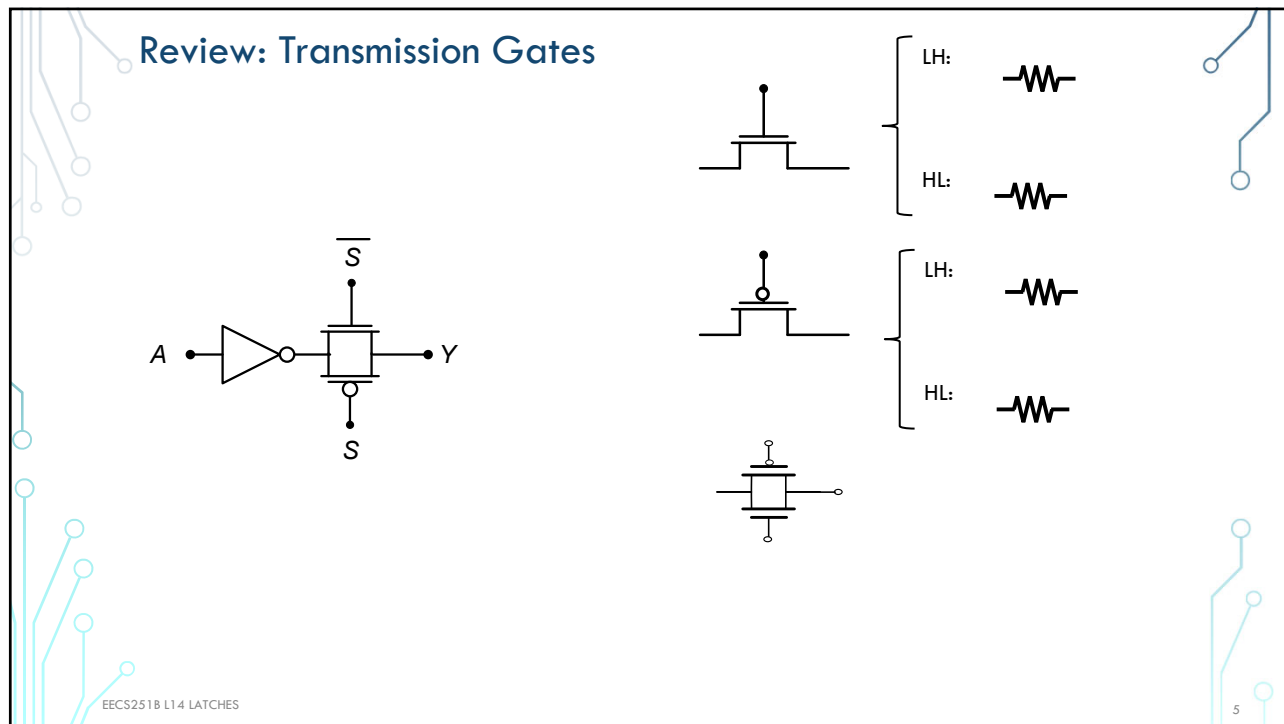 Review: Transmission Gates
LH:
HL:
LH:
HL:
S̅
A
Y
S
EECS251B L14 LATCHES
5